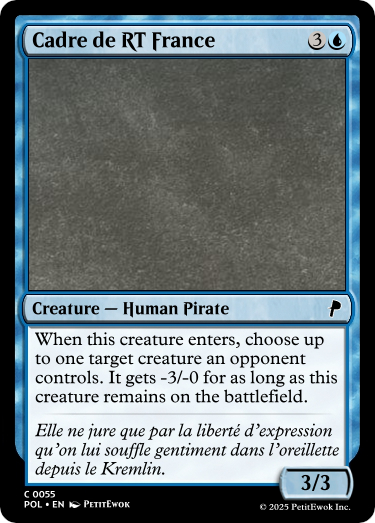 Cadre de RT France 3
Creature — Human Pirate
When this creature enters, choose up
to one target creature an opponent
controls. It gets -3/-0 for as long as this
creature remains on the battlefield.
Elle ne jure que par la liberté d'expression
qu'on lui souffle gentiment dans l'oreillette
depuis le Kremlin.
3/3
C 0055
POL • EN PetitEwok
© 2025 PetitEwok Inc.